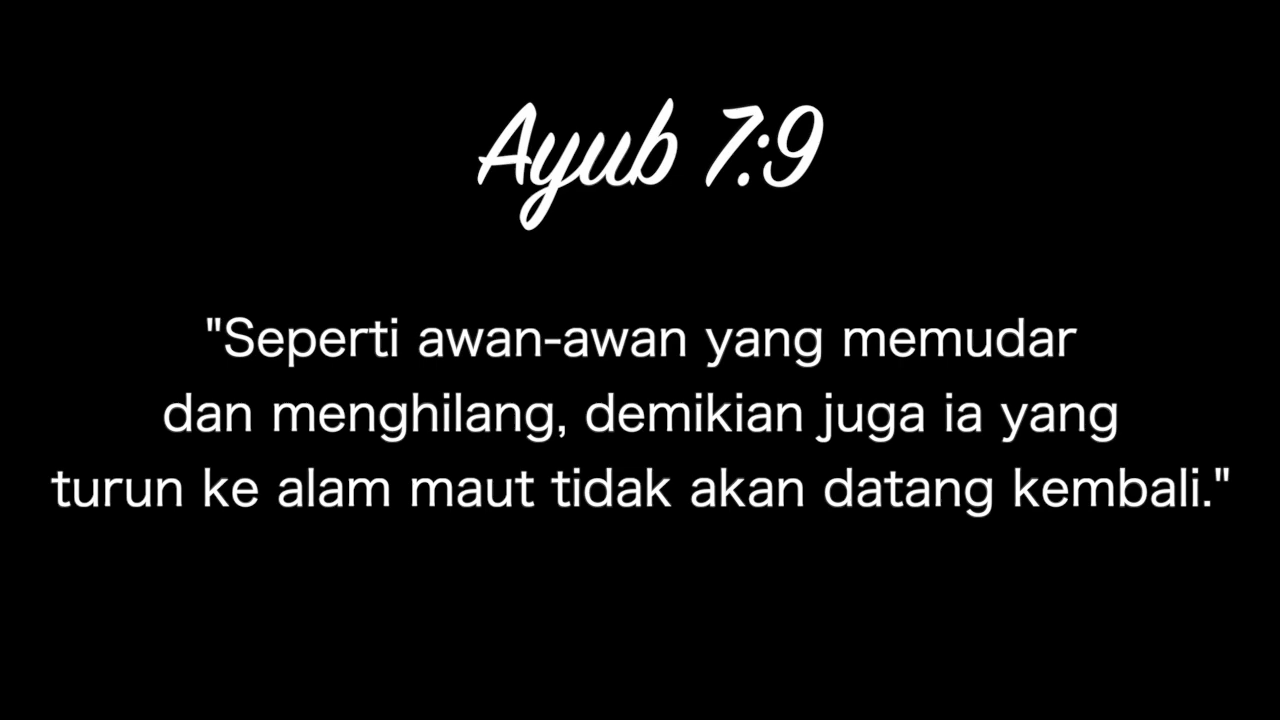 Ayub 7:9
"Seperti awan-awan yang memudar
dan menghilang, demikian juga ia yang
turun ke alam maut tidak akan datang kembali."